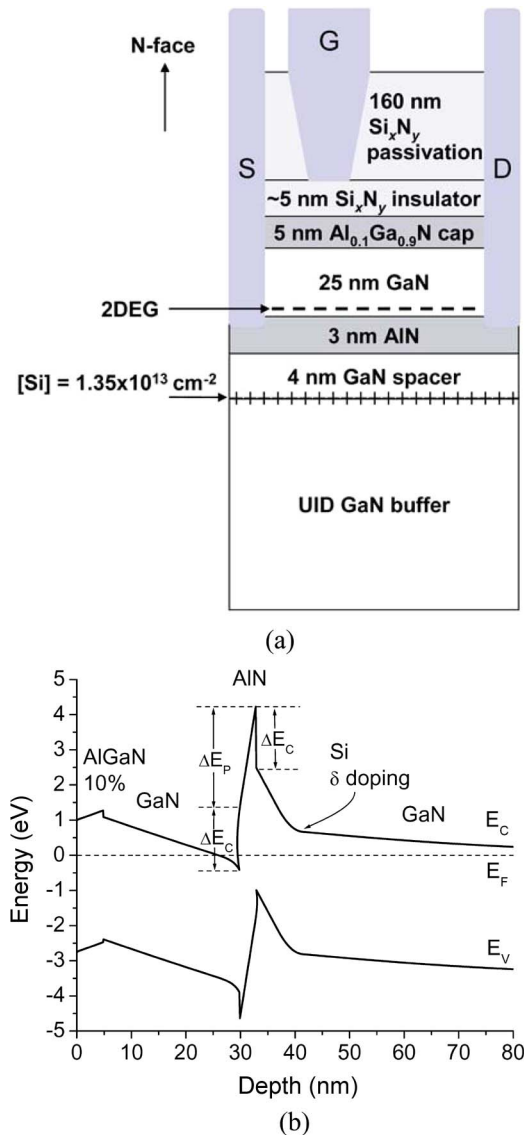 N-face
G
160 nm
SixNy
passivation
S
D
~5 nm SixNy insulator
5 nm Al0.1Ga0.9N cap
25 nm GaN
2DEG
3 nm AlN
[Si] = 1.35x10¹³ cm⁻²
4 nm GaN spacer
UID GaN buffer
(a)
AlN
5
4
3
2
1
0
-1
-2
-3
-4
-5
Energy (eV)
AlGaN
10%
GaN
ΔEP
ΔEC
ΔEC
Si
δ doping
GaN
EC
EF
EV
0 10 20 30 40 50 60 70 80
Depth (nm)
(b)